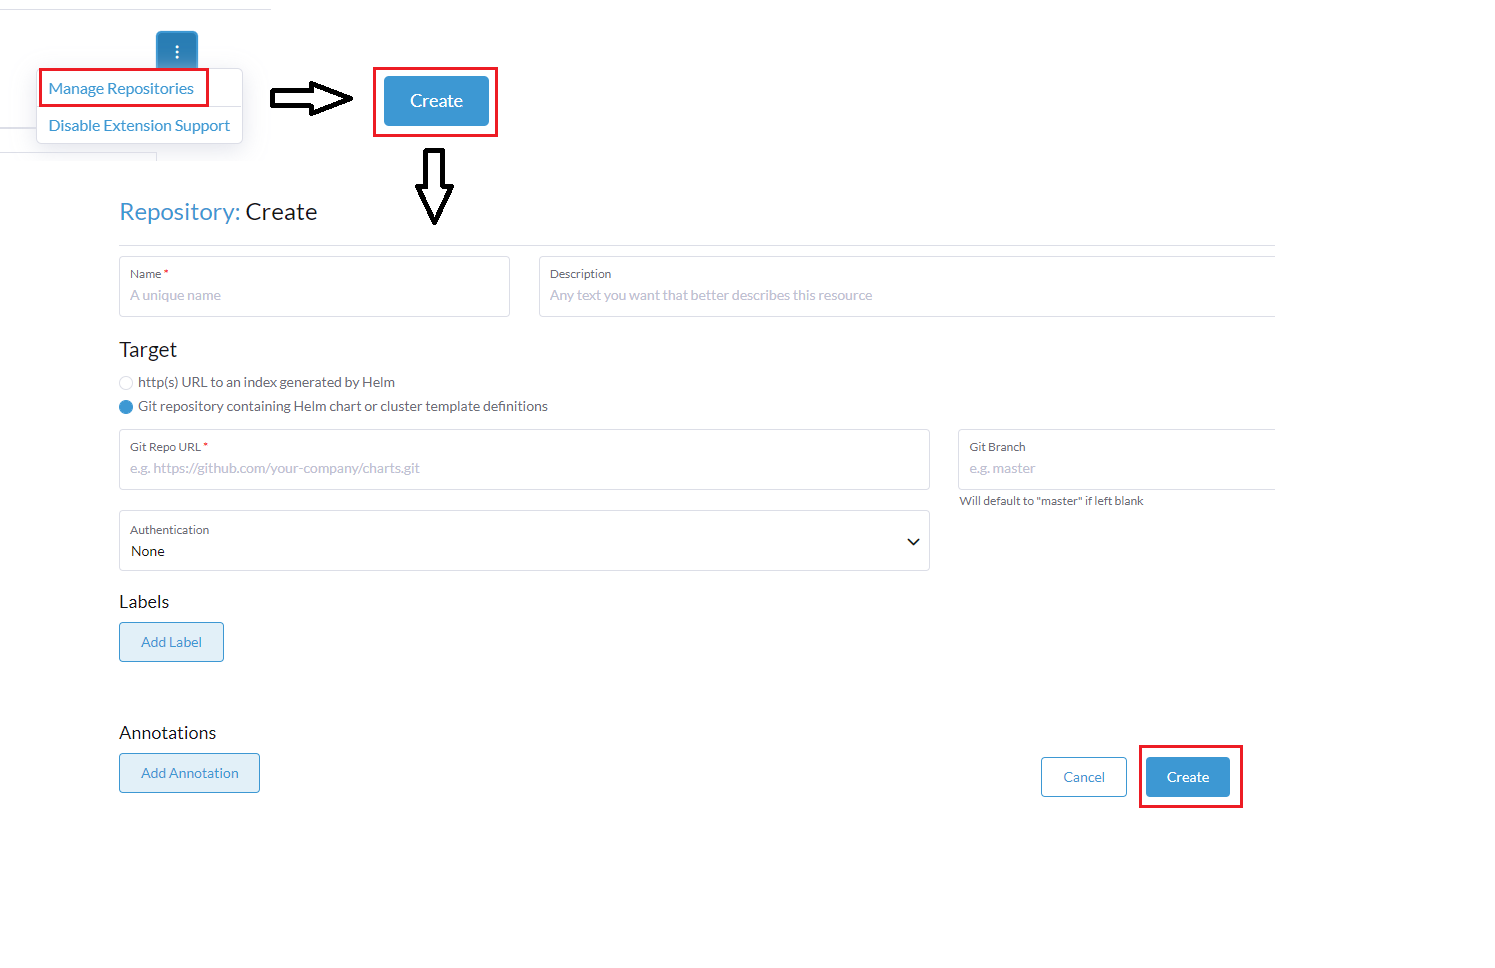 Manage Repositories
Disable Extension Support
Create
Repository: Create
Name *
A unique name
Description
Any text you want that better describes this resource
Target
http(s) URL to an index generated by Helm
Git repository containing Helm chart or cluster template definitions
Git Repo URL *
e.g. https://github.com/your-company/charts.git
Git Branch
e.g. master
Will default to "master" if left blank
Authentication
None
Labels
Add Label
Annotations
Add Annotation
Cancel
Create